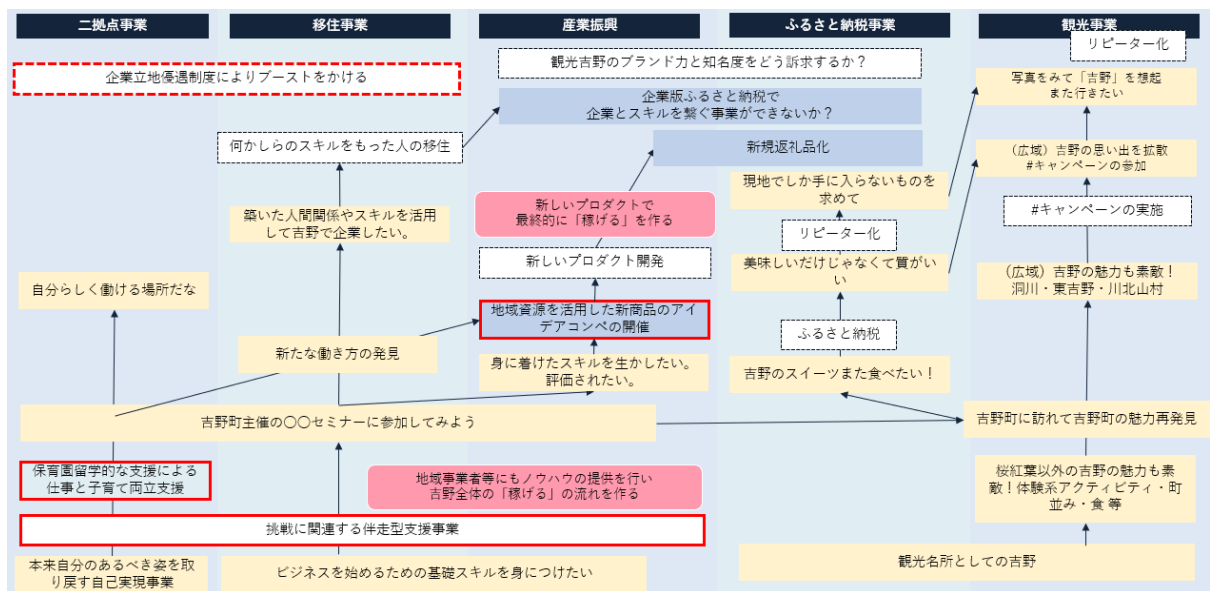 二拠点事業
移住事業
産業振興
ふるさと納税事業
観光事業
リピーター化
企業立地優遇制度によりブーストをかける
観光吉野のブランド力と知名度をどう訴求するか？
写真をみて「吉野」を想起
また行きたい
企業版ふるさと納税で
企業とスキルを繋ぐ事業ができないか？
何かしらのスキルをもった人の移住
新規返礼品化
（広域）吉野の思い出を拡散
#キャンペーンの参加
現地でしか手に入らないものを
求めて
新しいプロダクトで
最終的に「稼げる」を作る
築いた人間関係やスキルを活用
して吉野で企業したい。
#キャンペーンの実施
リピーター化
新しいプロダクト開発
美味しいだけじゃなくて質がい
い
（広域）吉野の魅力も素敵！
洞川・東吉野・川北山村
自分らしく働ける場所だな
地域資源を活用した新商品のアイ
デアコンペの開催
ふるさと納税
新たな働き方の発見
身に着けたスキルを生かしたい。
評価されたい。
吉野のスイーツまた食べたい！
吉野町主催の〇〇セミナーに参加してみよう
吉野町に訪れて吉野町の魅力再発見
保育園留学的な支援による
仕事と子育て両立支援
地域事業者等にもノウハウの提供を行い
吉野全体の「稼げる」の流れを作る
桜紅葉以外の吉野の魅力も素
敵！体験系アクティビティ・町
並み・食 等
挑戦に関連する伴走型支援事業
本来自分のあるべき姿を取
り戻す自己実現事業
ビジネスを始めるための基礎スキルを身につけたい
観光名所としての吉野